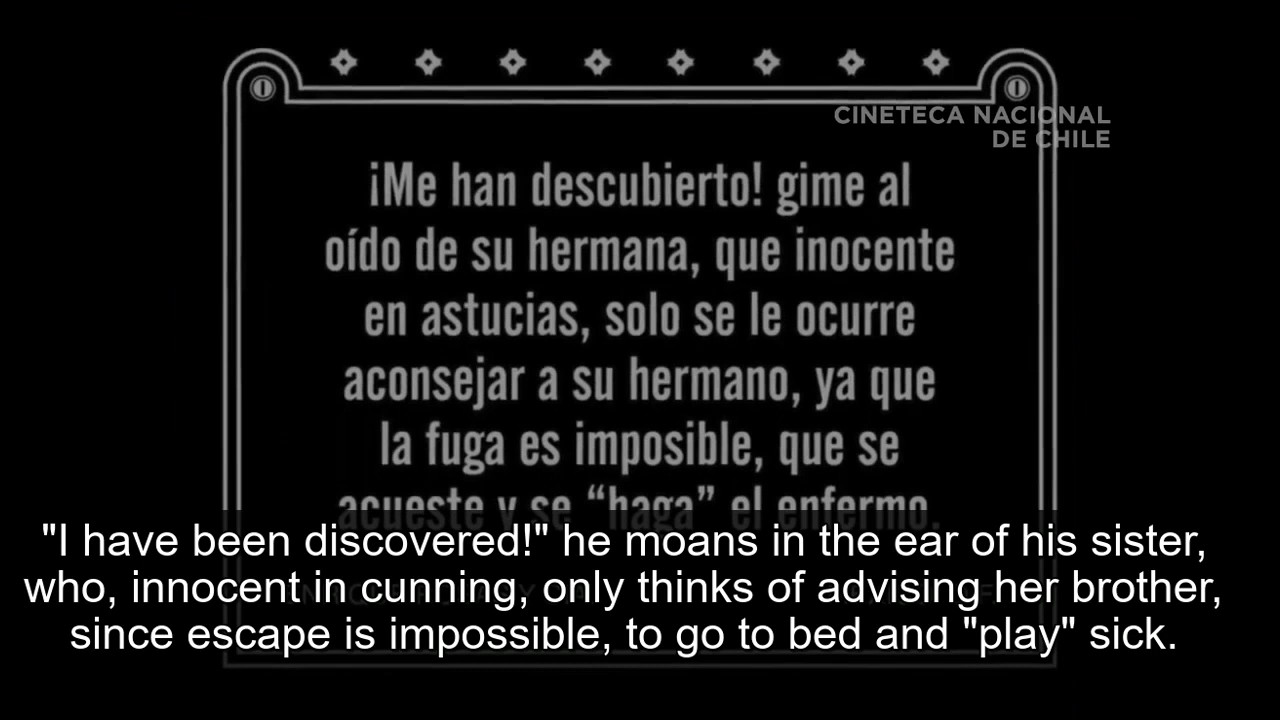 CINETECA NACIONAL
DE CHILE
¡Me han descubierto! gime al
oído de su hermana, que inocente
en astucias, solo se le ocurre
aconsejar a su hermano, ya que
la fuga es imposible, que se
acueste y se “haga” el enfermo.
"I have been discovered!" he moans in the ear of his sister,
who, innocent in cunning, only thinks of advising her brother,
since escape is impossible, to go to bed and "play" sick.